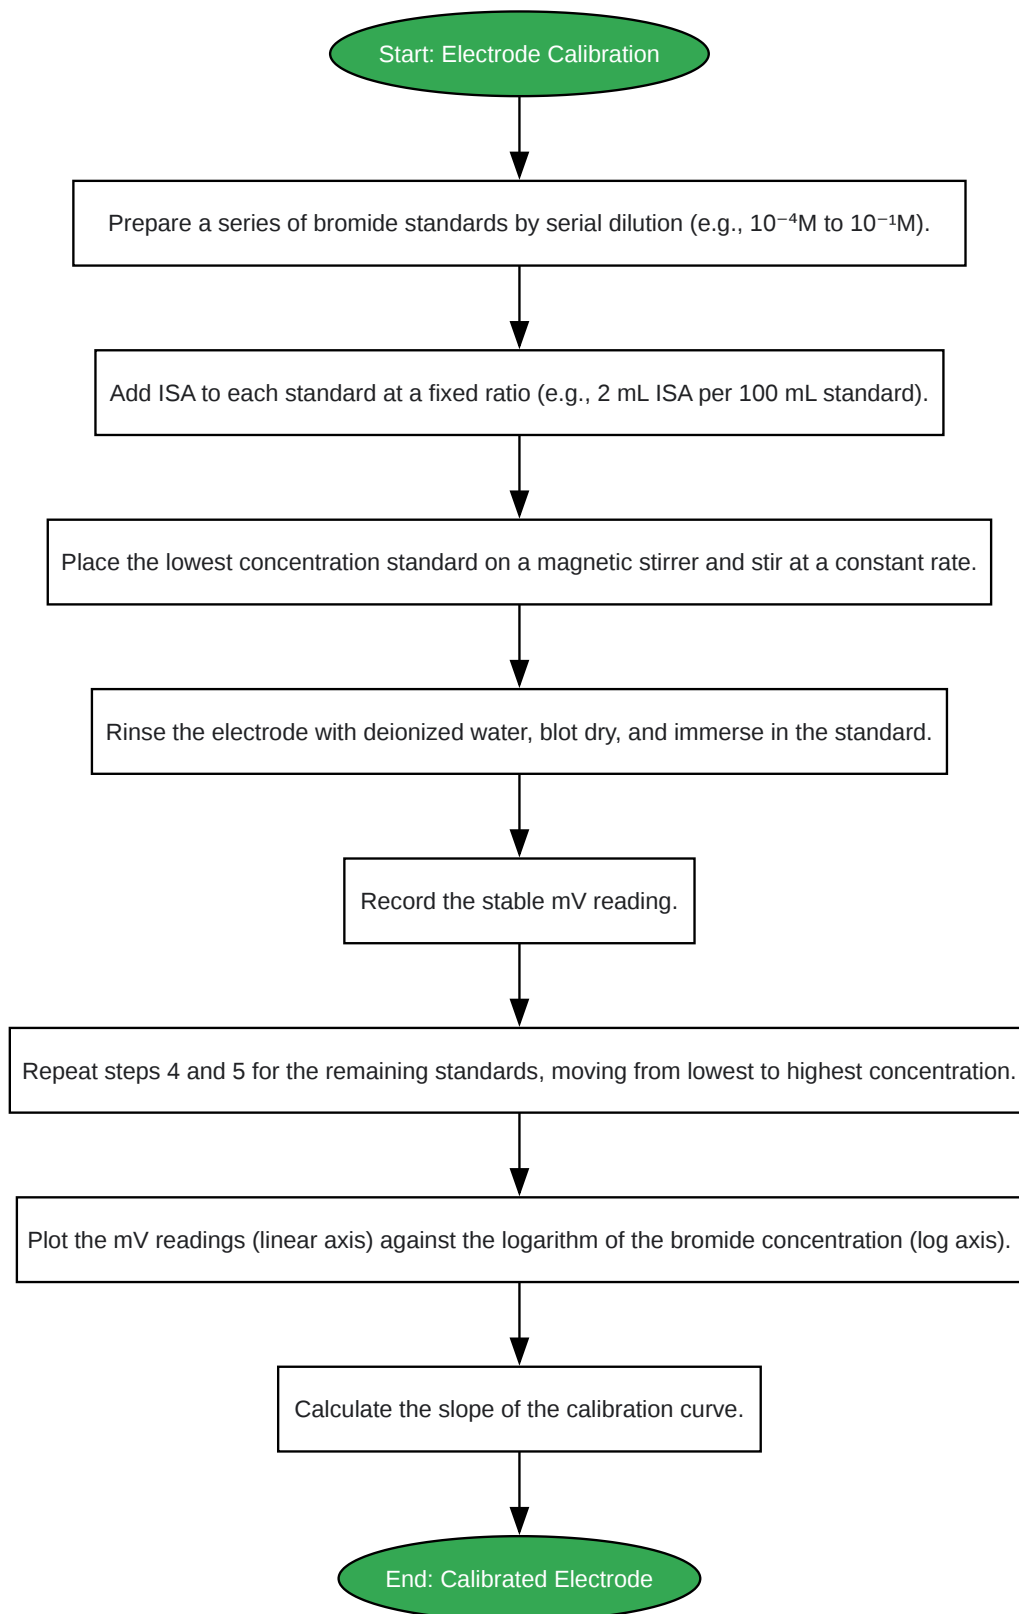 Start: Electrode Calibration
Prepare a series of bromide standards by serial dilution (e.g., 10⁻⁴M to 10⁻¹M).
Add ISA to each standard at a fixed ratio (e.g., 2 mL ISA per 100 mL standard).
Place the lowest concentration standard on a magnetic stirrer and stir at a constant rate.
Rinse the electrode with deionized water, blot dry, and immerse in the standard.
Record the stable mV reading.
Repeat steps 4 and 5 for the remaining standards, moving from lowest to highest concentration.
Plot the mV readings (linear axis) against the logarithm of the bromide concentration (log axis).
Calculate the slope of the calibration curve.
End: Calibrated Electrode